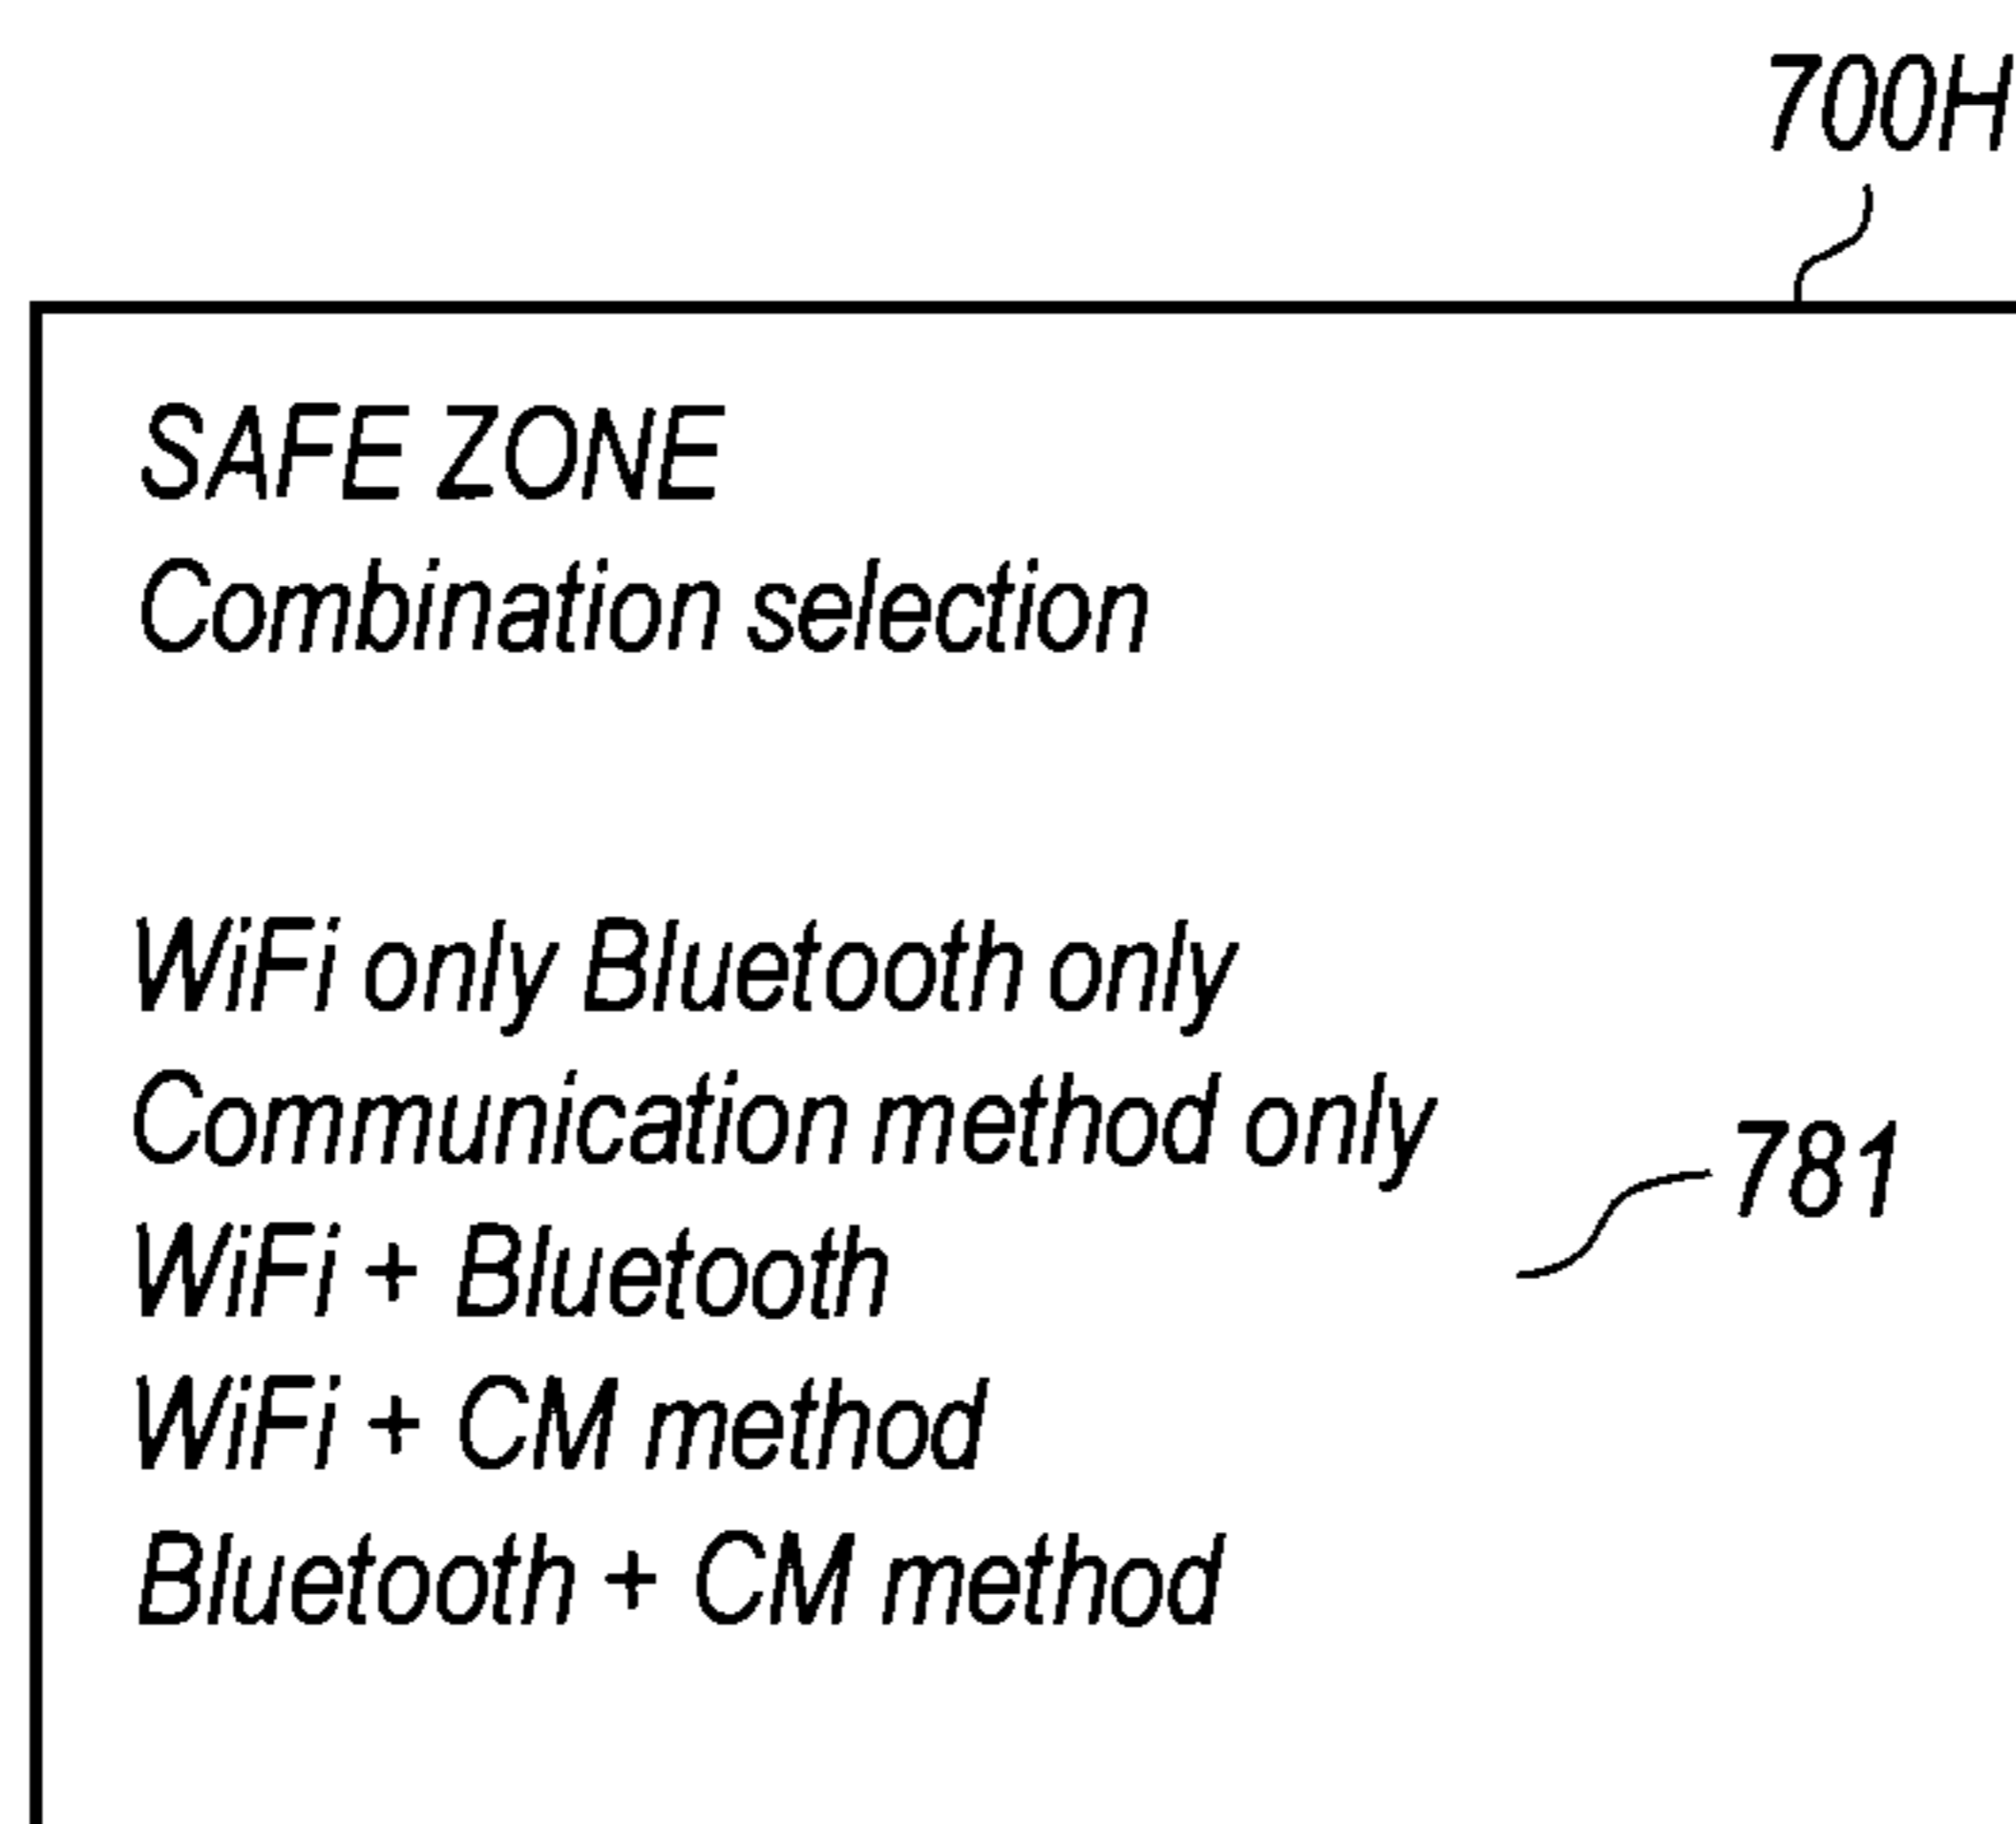 700H
SAFE ZONE
Combination selection
WiFi only Bluetooth only
Communication method only
781
WiFi + Bluetooth
WiFi + CM method
Bluetooth + CM method